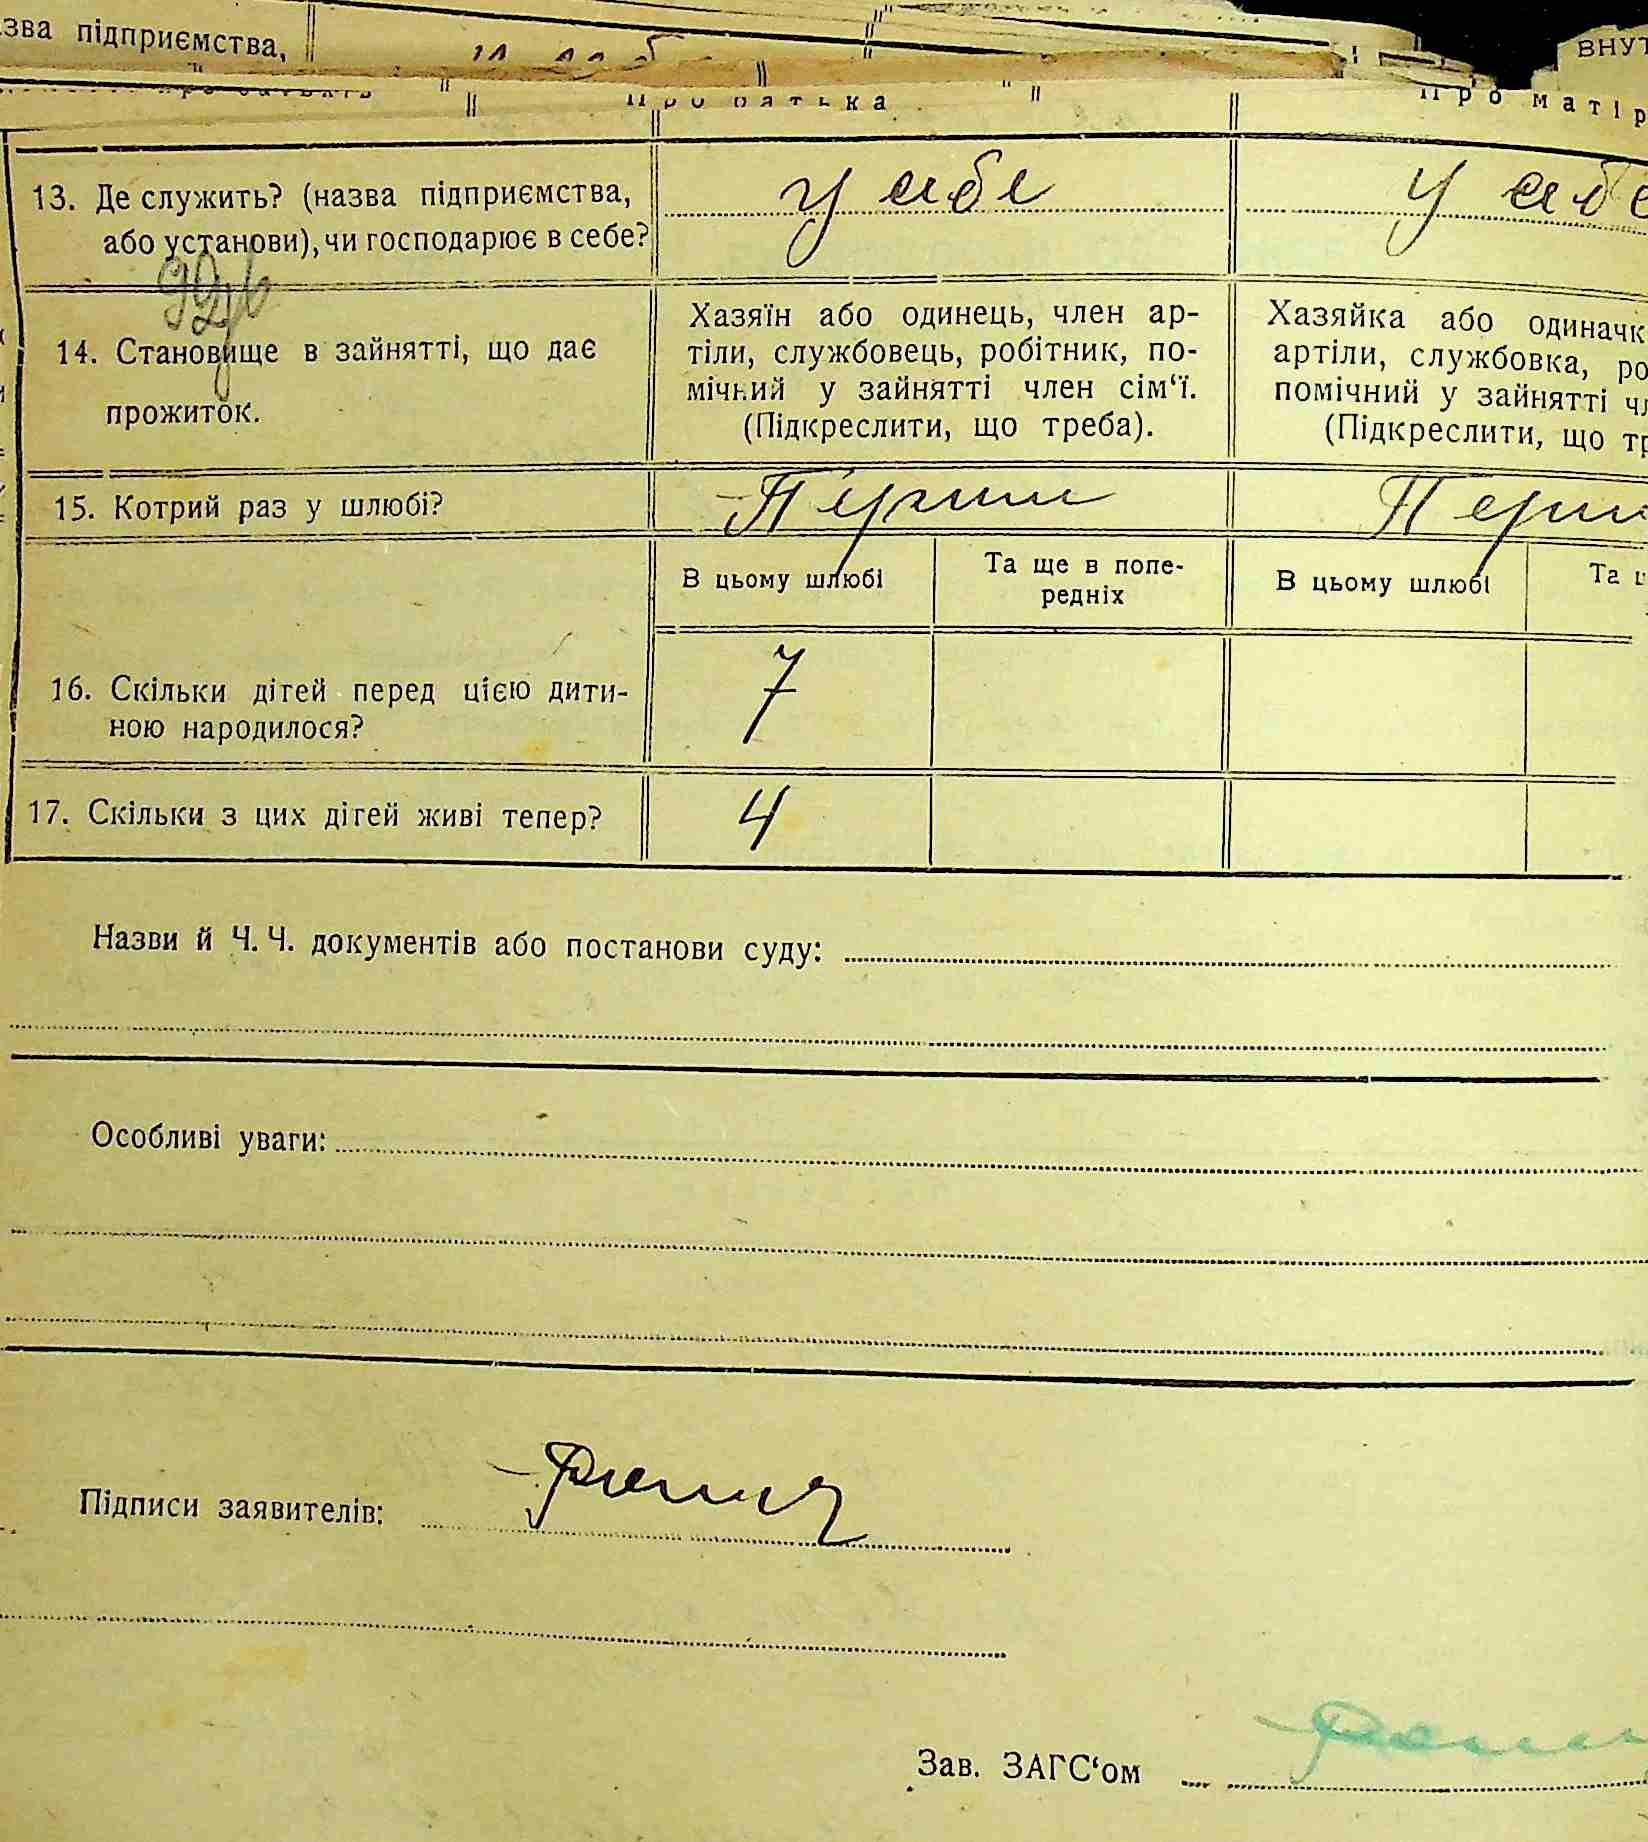 зва підприємства,
ВНУТ
Про батька
Про матір
13. Де служить? (назва підприємства, або установи), чи господарює в себе?
у себе
у себе
92
14. Становище в зайнятті, що дає прожиток.
Хазяїн або одинець, член ар-
тіли, службовець, робітник, по-
мічний у зайнятті член сім‘ї.
(Підкреслити, що треба).
Хазяйка або одиначк
артіли, службовка, ро
помічний у зайнятті чл
(Підкреслити, що тр
15. Котрий раз у шлюбі?
Перши
Перш
В цьому шлюбі
Та ще в попе-
редніх
В цьому шлюбі
Та щ
16. Скільки дітей перед цією дити-
ною народилося?
7
17. Скільки з цих дітей живі тепер?
4
Назви й Ч. Ч. документів або постанови суду:
Особливі уваги:
Підписи заявителів:
Зав. ЗАГС‘ом